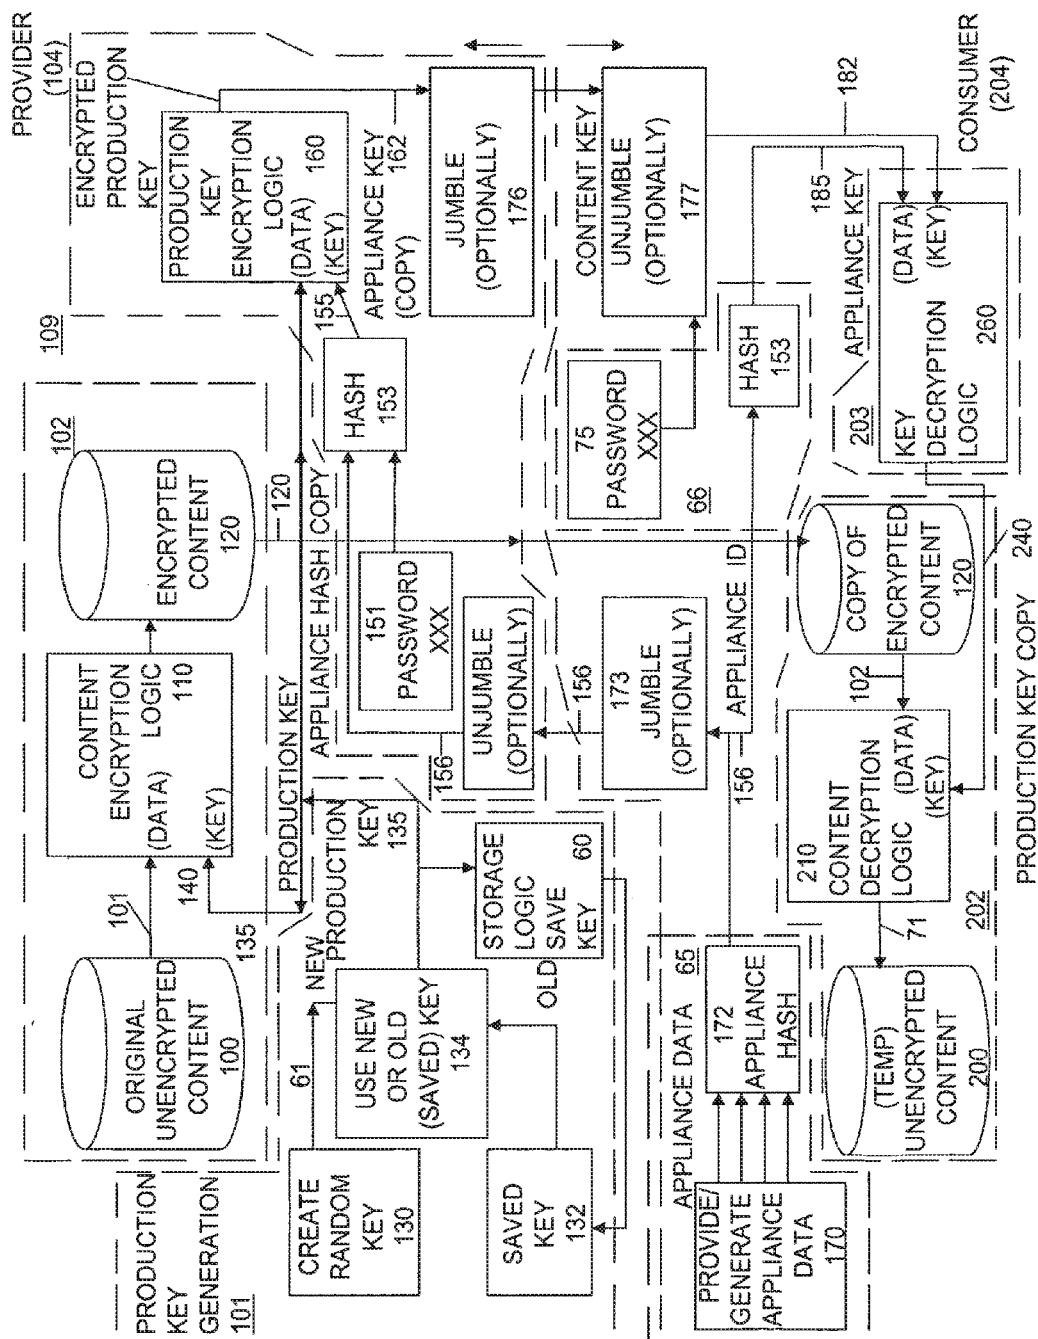 PROVIDER
(104)
ENCRYPTED
PRODUCTION
KEY
109
PRODUCTION
KEY
ENCRYPTION
LOGIC
160
(DATA)
(KEY)
155
APPLIANCE KEY
(COPY)
162
JUMBLE
(OPTIONALLY)
176
CONTENT KEY
UNJUMBLE
(OPTIONALLY)
177
182
185
CONSUMER
(204)
APPLIANCE KEY
(DATA)
(KEY)
KEY
DECRYPTION
LOGIC
260
203
HASH
153
HASH
153
75
PASSWORD
XXX
66
102
ENCRYPTED
CONTENT
120
120
CONTENT
ENCRYPTION
LOGIC
110
(DATA)
(KEY)
140
101
135
ORIGINAL
UNENCRYPTED
CONTENT
100
PRODUCTION KEY
APPLIANCE HASH COPY
151
PASSWORD
XXX
156
UNJUMBLE
(OPTIONALLY)
156
173
JUMBLE
(OPTIONALLY)
156
APPLIANCE ID
COPY OF
ENCRYPTED
CONTENT
120
102
240
PRODUCTION KEY COPY
210
CONTENT
DECRYPTION
LOGIC
(DATA)
(KEY)
71
202
(TEMP)
UNENCRYPTED
CONTENT
200
NEW
PRODUCTION
KEY
135
61
NEW
PRODUCTION
USE NEW
OR OLD
(SAVED) KEY
134
STORAGE
LOGIC
SAVE
KEY
60
OLD
CREATE
RANDOM
KEY
130
SAVED
KEY
132
PRODUCTION
KEY
GENERATION
101
APPLIANCE DATA
65
172
APPLIANCE
HASH
PROVIDE/
GENERATE
APPLIANCE
DATA
170